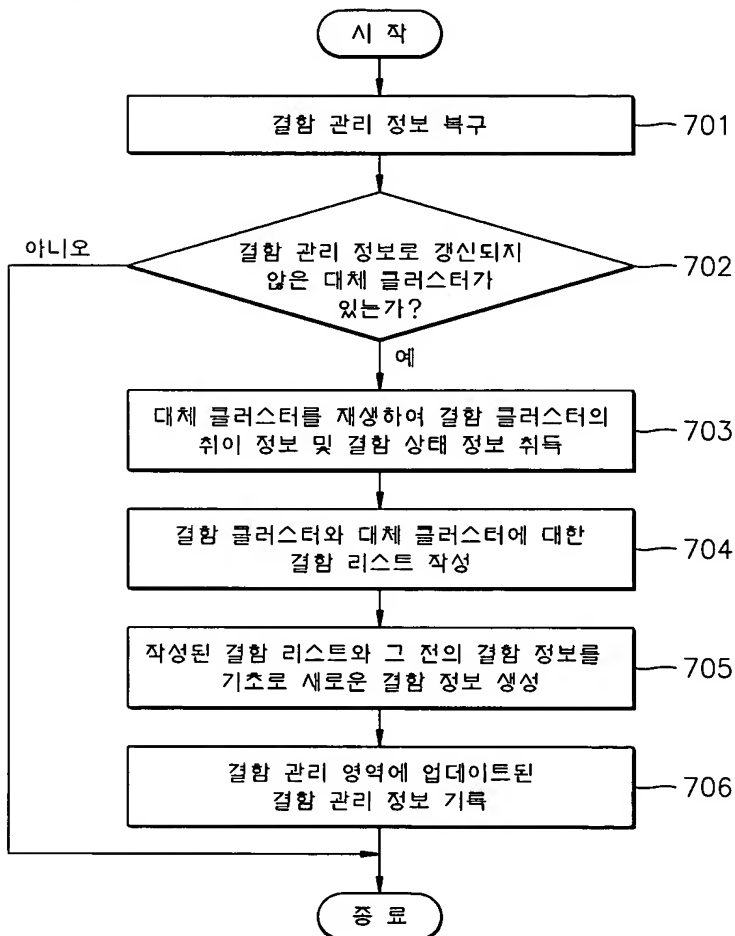 시 작
결함 관리 정보 복구
701
아니오
결함 관리 정보로 갱신되지
않은 대체 클러스터가
있는가?
702
예
대체 클러스터를 재생하여 결함 클러스터의
취이 정보 및 결함 상태 정보 취득
703
결함 클러스터와 대체 클러스터에 대한
결함 리스트 작성
704
작성된 결함 리스트와 그 전의 결함 정보를
기초로 새로운 결함 정보 생성
705
결함 관리 영역에 업데이트된
결함 관리 정보 기록
706
종 료